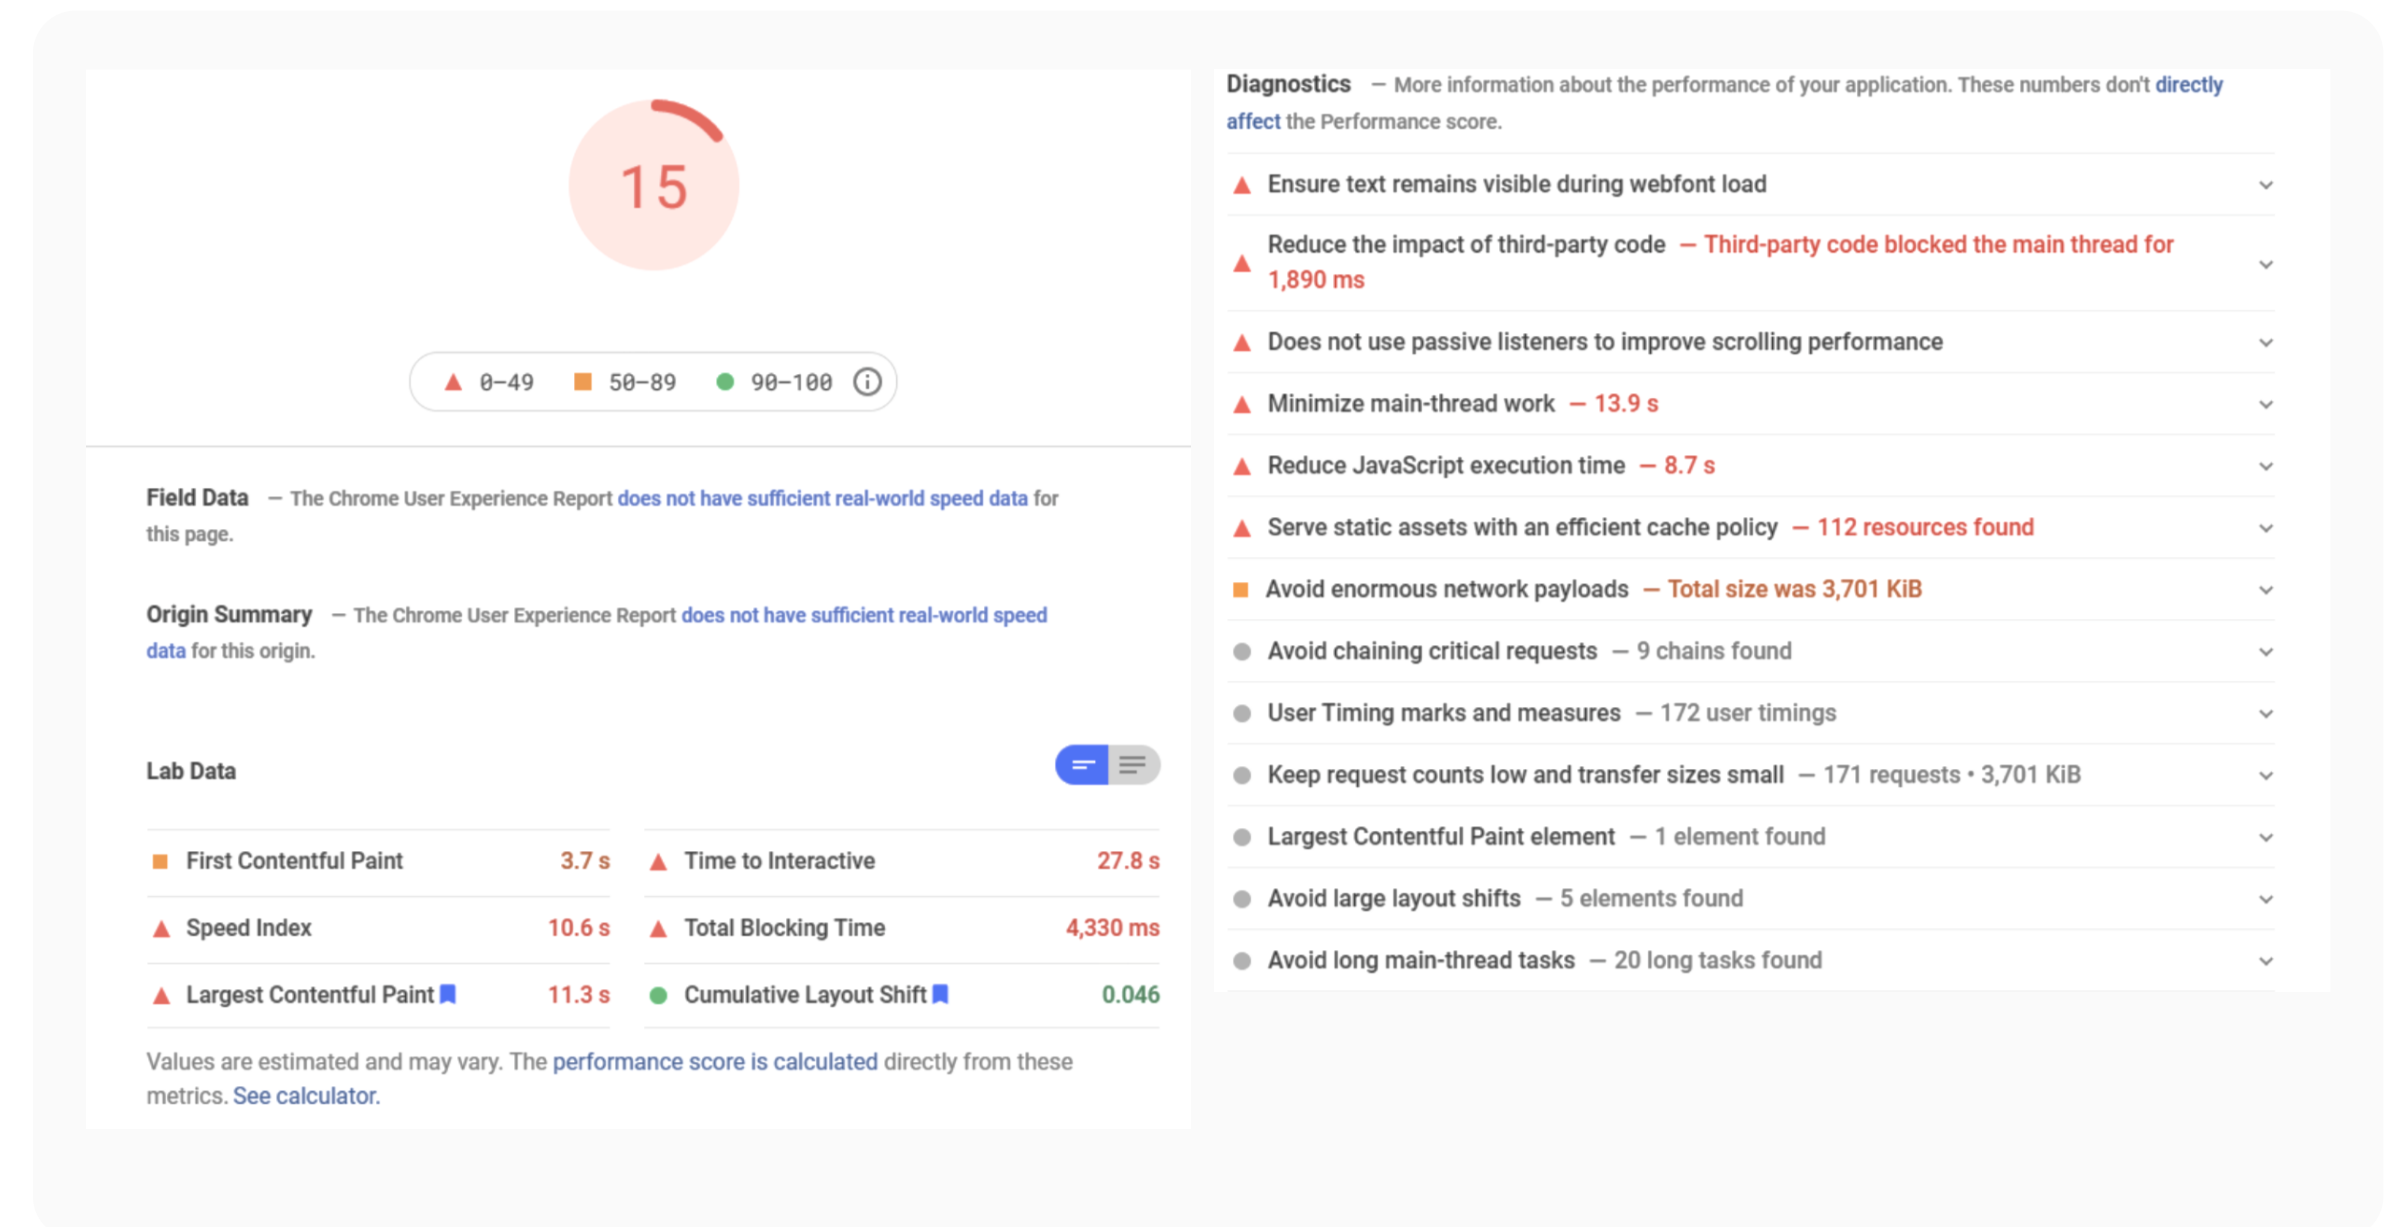 15
0–49 50–89 90–100
Field Data — The Chrome User Experience Report does not have sufficient real-world speed data for
this page.
Origin Summary — The Chrome User Experience Report does not have sufficient real-world speed
data for this origin.
Lab Data
First Contentful Paint 3.7 s
Time to Interactive 27.8 s
Speed Index 10.6 s
Total Blocking Time 4,330 ms
Largest Contentful Paint 11.3 s
Cumulative Layout Shift 0.046
Values are estimated and may vary. The performance score is calculated directly from these
metrics. See calculator.
Diagnostics — More information about the performance of your application. These numbers don't directly
affect the Performance score.
Ensure text remains visible during webfont load
Reduce the impact of third-party code — Third-party code blocked the main thread for
1,890 ms
Does not use passive listeners to improve scrolling performance
Minimize main-thread work — 13.9 s
Reduce JavaScript execution time — 8.7 s
Serve static assets with an efficient cache policy — 112 resources found
Avoid enormous network payloads — Total size was 3,701 KiB
Avoid chaining critical requests — 9 chains found
User Timing marks and measures — 172 user timings
Keep request counts low and transfer sizes small — 171 requests • 3,701 KiB
Largest Contentful Paint element — 1 element found
Avoid large layout shifts — 5 elements found
Avoid long main-thread tasks — 20 long tasks found